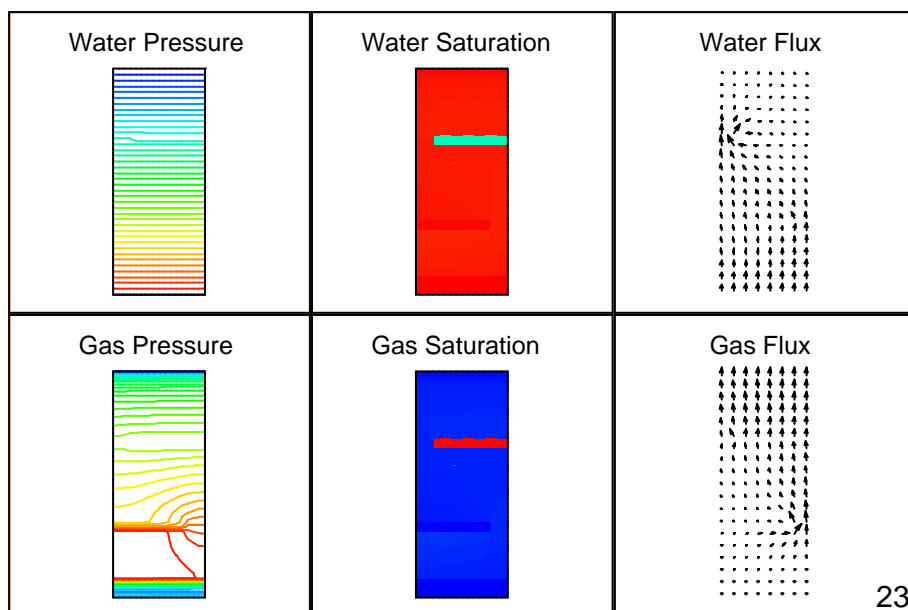 Water Pressure
Water Saturation
Water Flux
Gas Pressure
Gas Saturation
Gas Flux
23